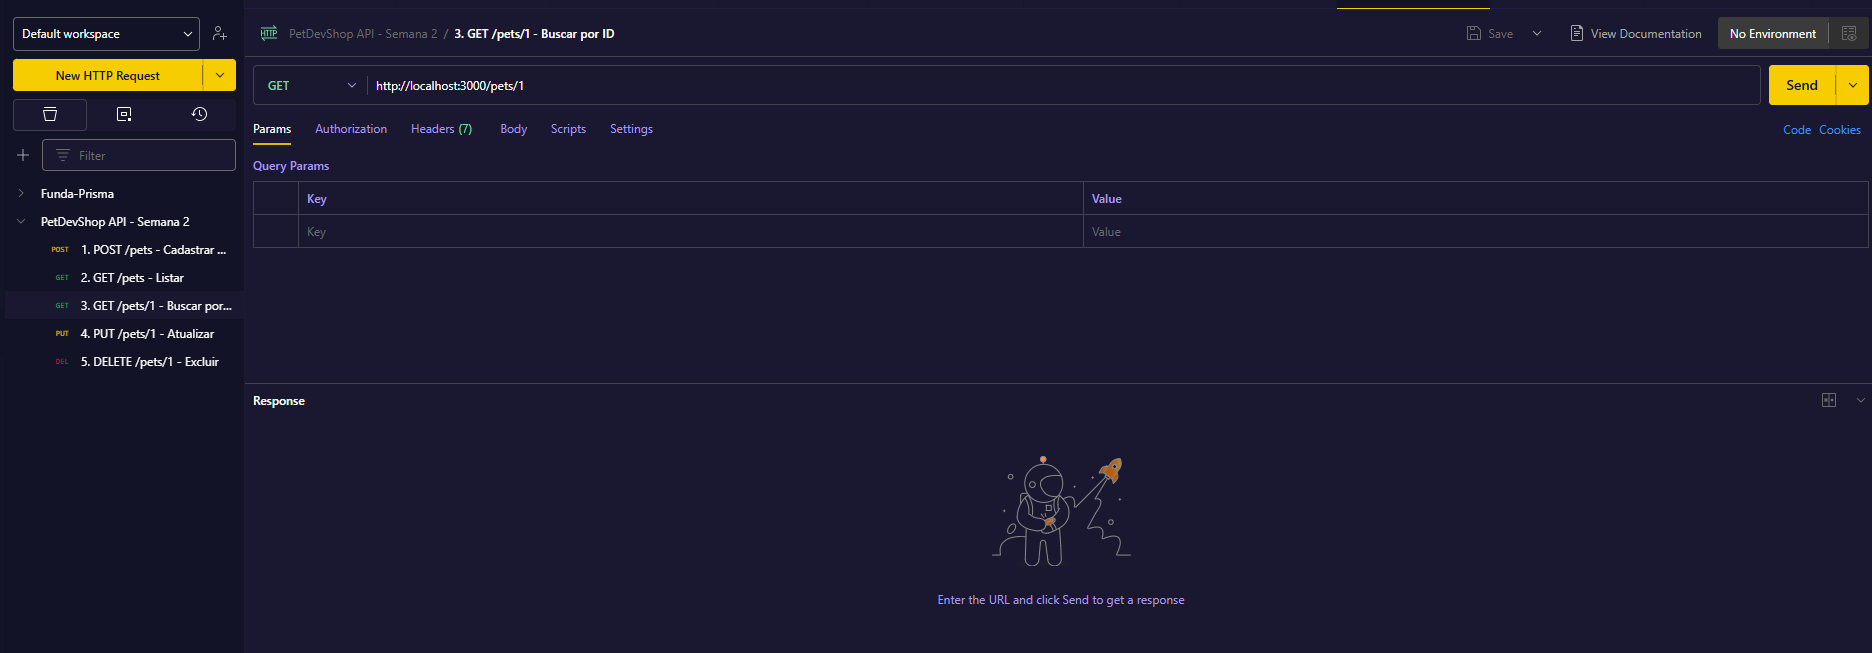 Default workspace
New HTTP Request
Filter
Funda-Prisma
PetDevShop API - Semana 2
POST 1. POST /pets - Cadastrar ...
GET 2. GET /pets - Listar
GET 3. GET /pets/1 - Buscar por...
PUT 4. PUT /pets/1 - Atualizar
DEL 5. DELETE /pets/1 - Excluir
HTTP PetDevShop API - Semana 2 / 3. GET /pets/1 - Buscar por ID
Save View Documentation No Environment
GET http://localhost:3000/pets/1 Send
Params Authorization Headers (7) Body Scripts Settings Code Cookies
Query Params
Key Value
Key Value
Response
Enter the URL and click Send to get a response